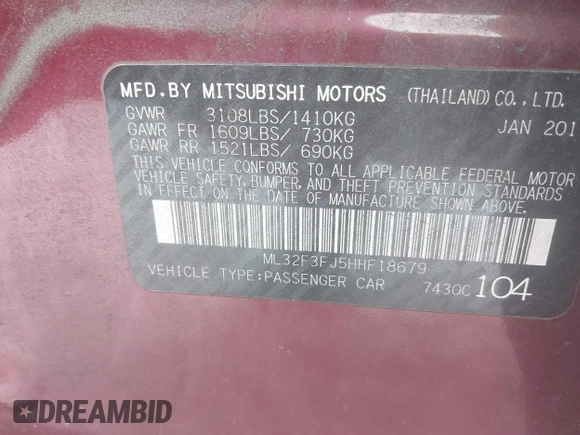 MFD.BY MITSUBISHI MOTORS (THAILAND)CO.,LTD.
GVWR 3108LBS/1410KG JAN 201
GAWR FR 1609LBS/ 730KG
GAWR RR 1521LBS/ 690KG
THIS VEHICLE CONFORMS TO ALL APPLICABLE FEDERAL MOTOR
VEHICLE SAFETY, BUMPER, AND THEFT PREVENTION STANDARDS
IN EFFECT ON THE DATE OF MANUFACTURE SHOWN ABOVE.
ML32F3FJ5HHF18679
VEHICLE TYPE:PASSENGER CAR 7430C 104
DREAMBID